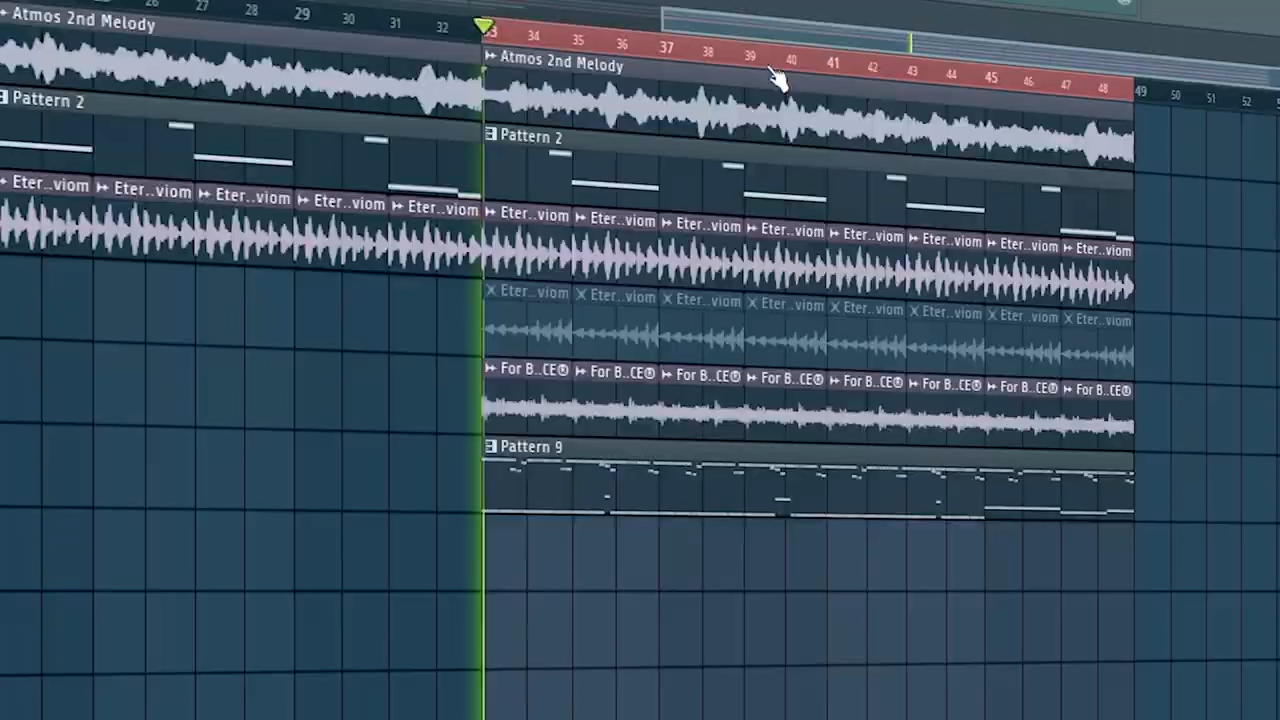 26 27 28 29 30 31 32 33 34 35 36 37 38 39 40 41 42 43 44 45 46 47 48 49 50 51 52
Atmos 2nd Melody
Atmos 2nd Melody
Pattern 2
Pattern 2
Eter..viom Eter..viom Eter..viom Eter..viom Eter..viom Eter..viom Eter..viom Eter..viom Eter..viom Eter..viom Eter..viom Eter..viom Eter..viom
Eter..viom Eter..viom Eter..viom Eter..viom Eter..viom Eter..viom Eter..viom Eter..viom
For B..CE® For B..CE® For B..CE® For B..CE® For B..CE® For B..CE® For B..CE® For B..CE®
Pattern 9